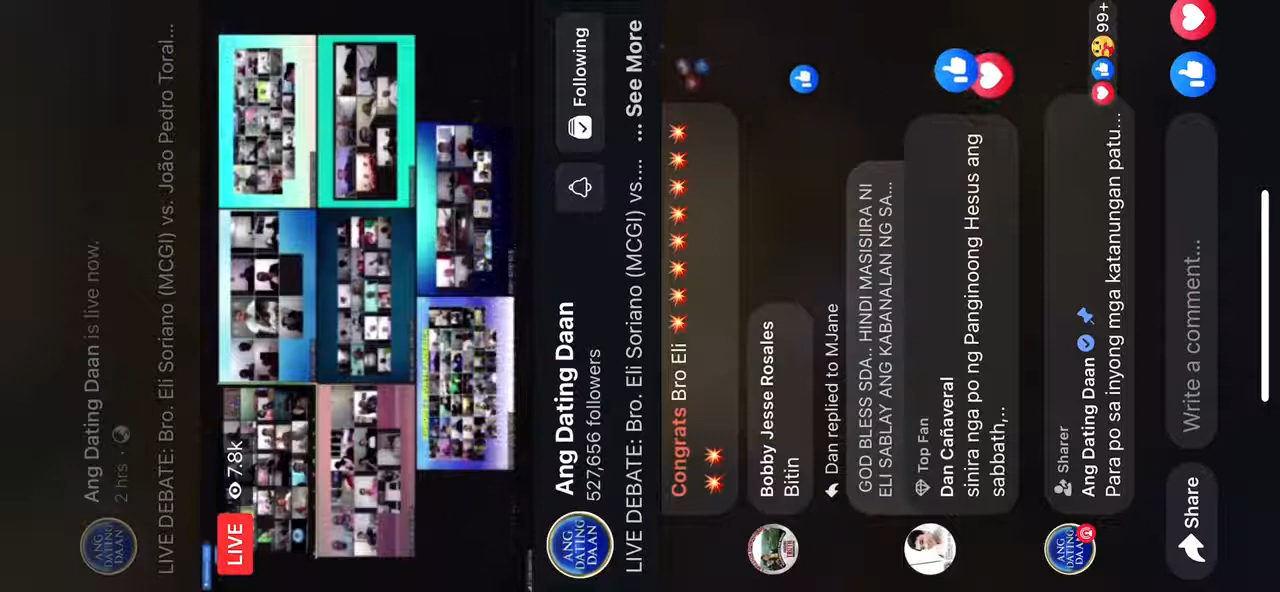 Ang Dating Daan is live now.
2 hrs ·
LIVE DEBATE: Bro. Eli Soriano (MCGI) vs. João Pedro Toral...
LIVE
7.8k
ANG DATING DAAN
Ang Dating Daan
527,656 followers
Following
LIVE DEBATE: Bro. Eli Soriano (MCGI) vs.... ... See More
Congrats Bro Eli 💥💥💥💥💥💥💥💥
💥💥
Bobby Jesse Rosales
Bitin
Dan replied to MJane
GOD BLESS SDA.. HINDI MASISIIRA NI
ELI SABLAY ANG KABANALAN NG SA...
Top Fan
Dan Cañaveral
sinira nga po ng Panginoong Hesus ang
sabbath,..
Sharer
Ang Dating Daan
Para po sa inyong mga katanungan patu...
99+
Share
Write a comment...